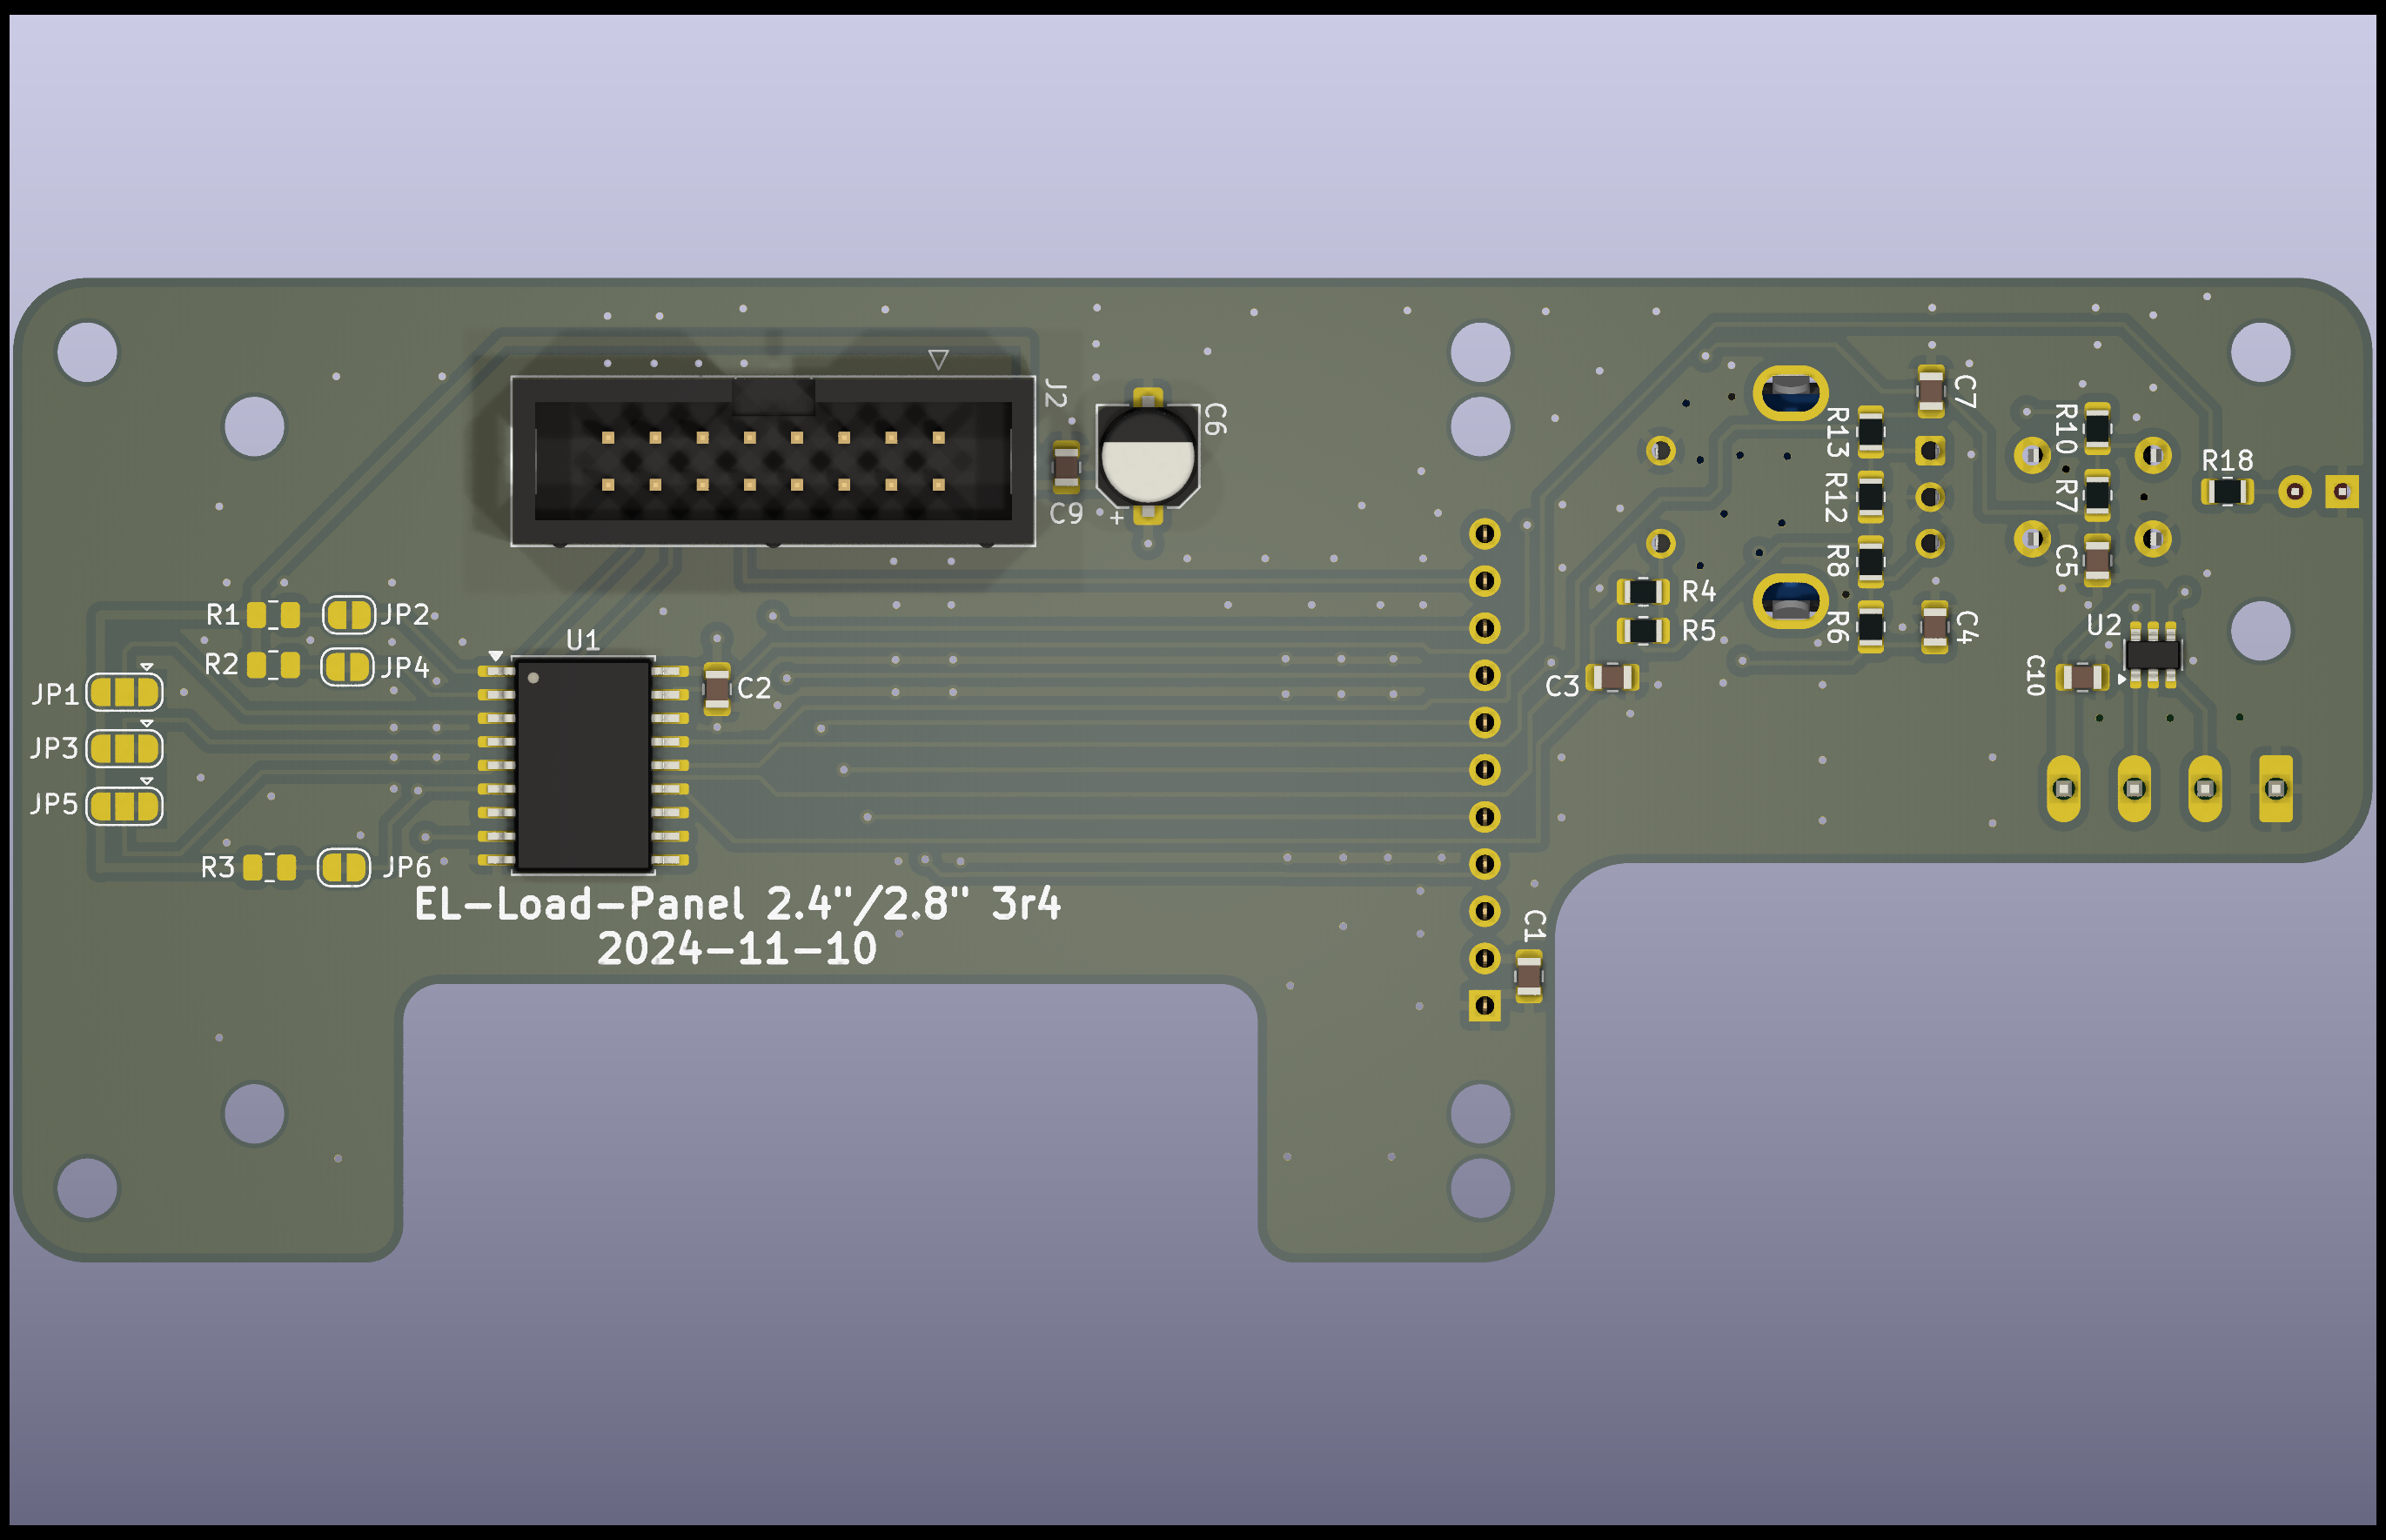 J2
C6
C7
R13
R10
R18
C9
+
R12
R7
R8
C5
R1
JP2
R4
R5
R6
C4
U2
U1
R2
JP4
JP1
C2
C3
C10
JP3
JP5
R3
JP6
EL-Load-Panel 2.4"/2.8" 3r4
2024-11-10
C1